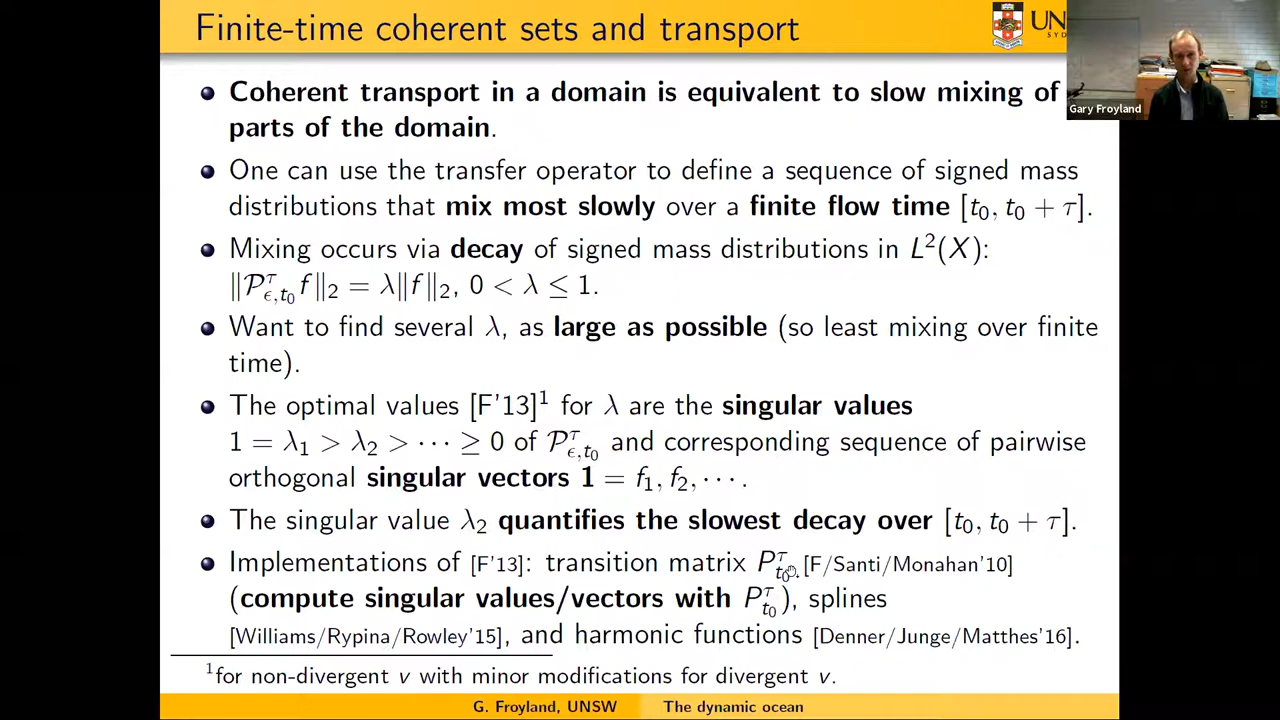 Finite-time coherent sets and transport
Gary Froyland
Coherent transport in a domain is equivalent to slow mixing of
parts of the domain.
One can use the transfer operator to define a sequence of signed mass
distributions that mix most slowly over a finite flow time [t₀, t₀ + τ].
Mixing occurs via decay of signed mass distributions in L²(X):
‖𝒫^τ_{ϵ,t₀} f‖₂ = λ‖f‖₂, 0 < λ ≤ 1.
Want to find several λ, as large as possible (so least mixing over finite
time).
The optimal values [F'13]¹ for λ are the singular values
1 = λ₁ > λ₂ > ⋯ ≥ 0 of 𝒫^τ_{ϵ,t₀} and corresponding sequence of pairwise
orthogonal singular vectors 1 = f₁, f₂, ⋯.
The singular value λ₂ quantifies the slowest decay over [t₀, t₀ + τ].
Implementations of [F'13]: transition matrix P^τ_{t₀} [F/Santi/Monahan'10]
(compute singular values/vectors with P^τ_{t₀}), splines
[Williams/Rypina/Rowley'15], and harmonic functions [Denner/Junge/Matthes'16].
¹for non-divergent v with minor modifications for divergent v.
G. Froyland, UNSW The dynamic ocean